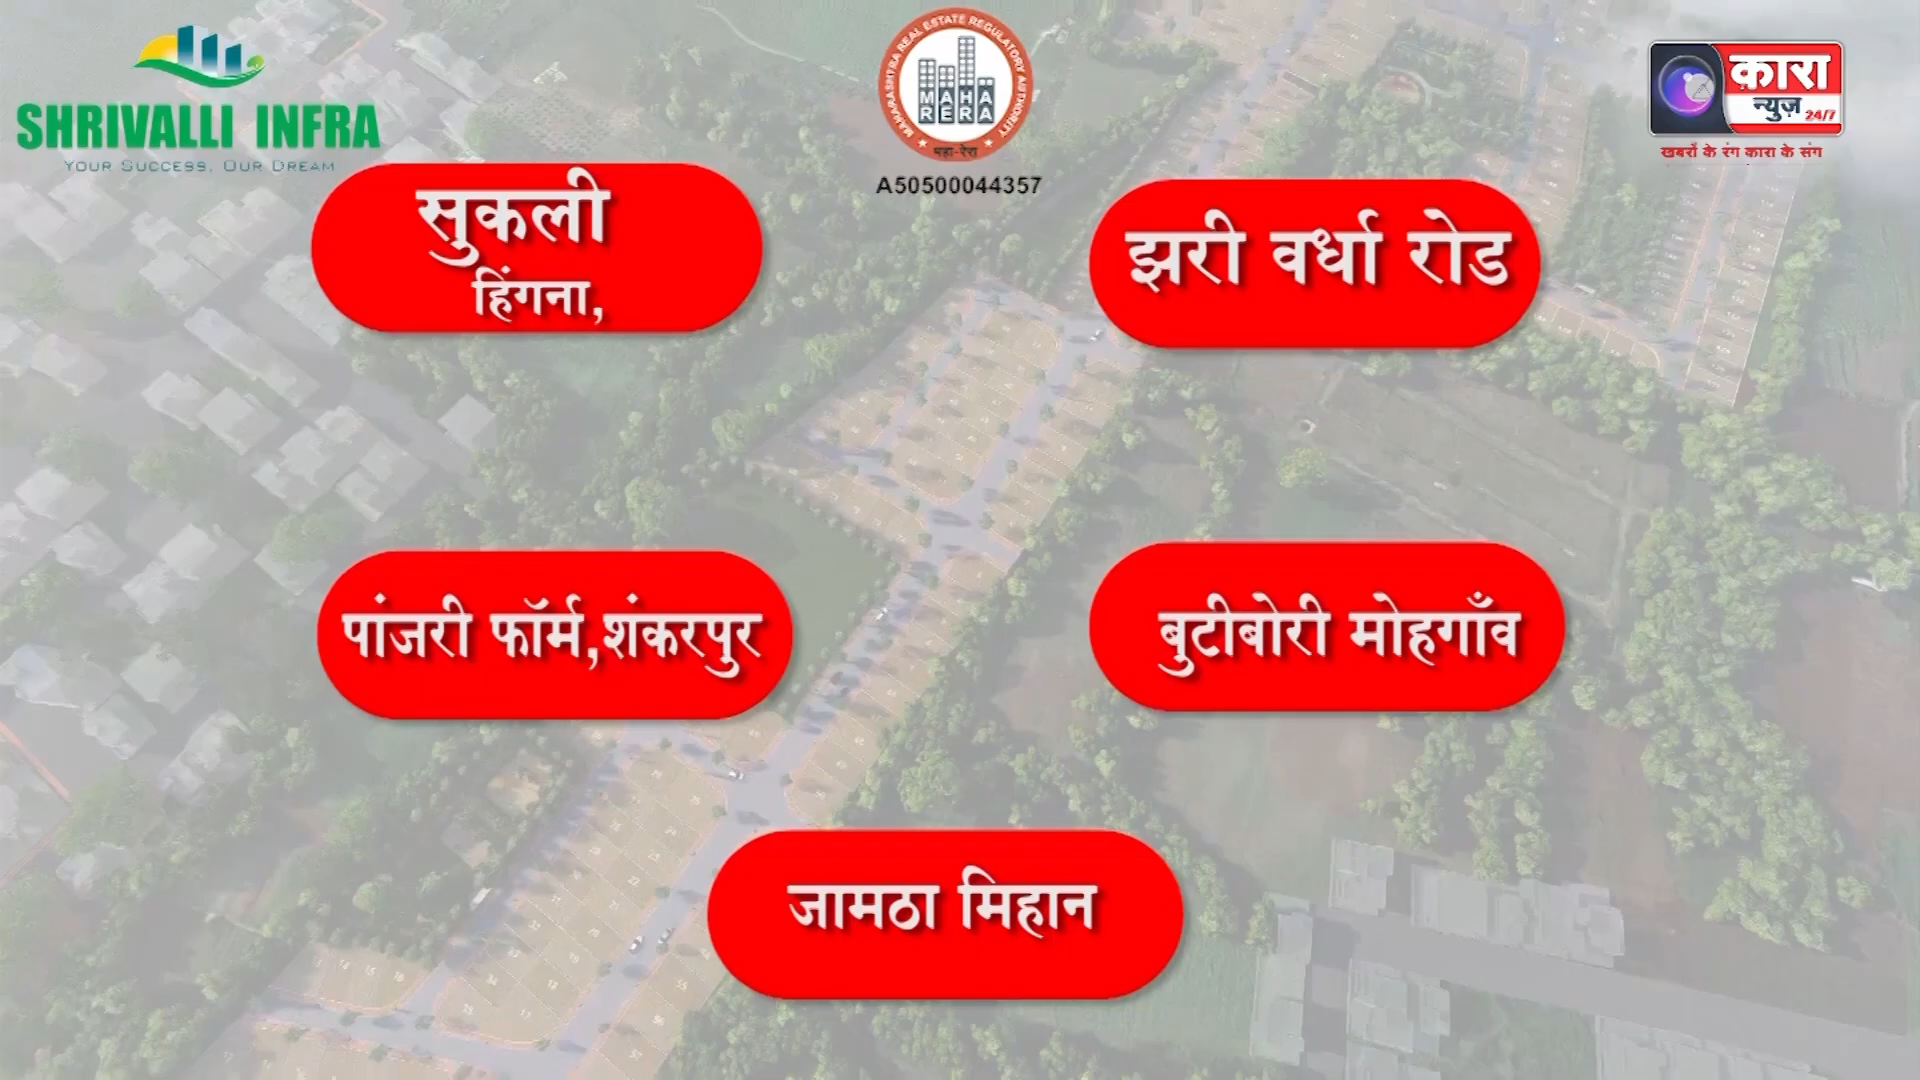 SHRIVALLI INFRA
YOUR SUCCESS, OUR DREAM
MAHARASHTRA REAL ESTATE REGULATORY AUTHORITY
MAHA
RERA
महा-रेरा
A50500044357
कारा
न्युज़ 24/7
खबरों के रंग कारा के संग
सुकली
हिंगना,
झरी वर्धा रोड
पांजरी फॉर्म,शंकरपुर
बुटीबोरी मोहगाँव
जामठा मिहान